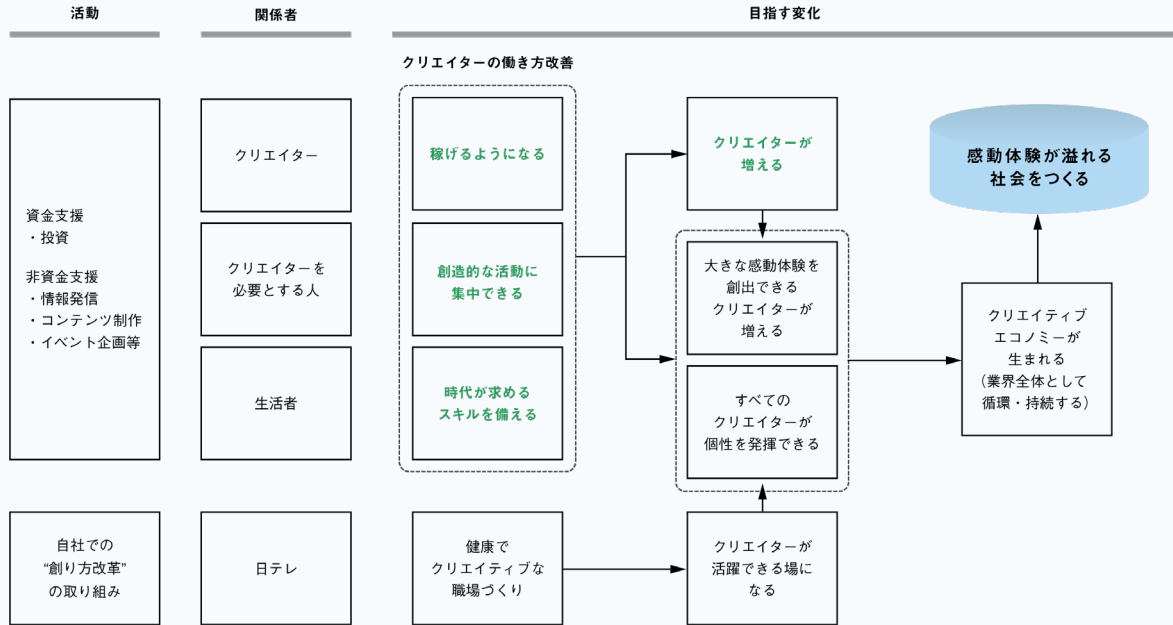 活動
関係者
目指す変化
クリエイターの働き方改善
資金支援
・投資
非資金支援
・情報発信
・コンテンツ制作
・イベント企画等
クリエイター
クリエイターを
必要とする人
生活者
稼げるようになる
創造的な活動に
集中できる
時代が求める
スキルを備える
クリエイターが
増える
大きな感動体験を
創出できる
クリエイターが
増える
すべての
クリエイターが
個性を発揮できる
感動体験が溢れる
社会をつくる
クリエイティブ
エコノミーが
生まれる
（業界全体として
循環・持続する）
自社での
“創り方改革”
の取り組み
日テレ
健康で
クリエイティブな
職場づくり
クリエイターが
活躍できる場に
なる